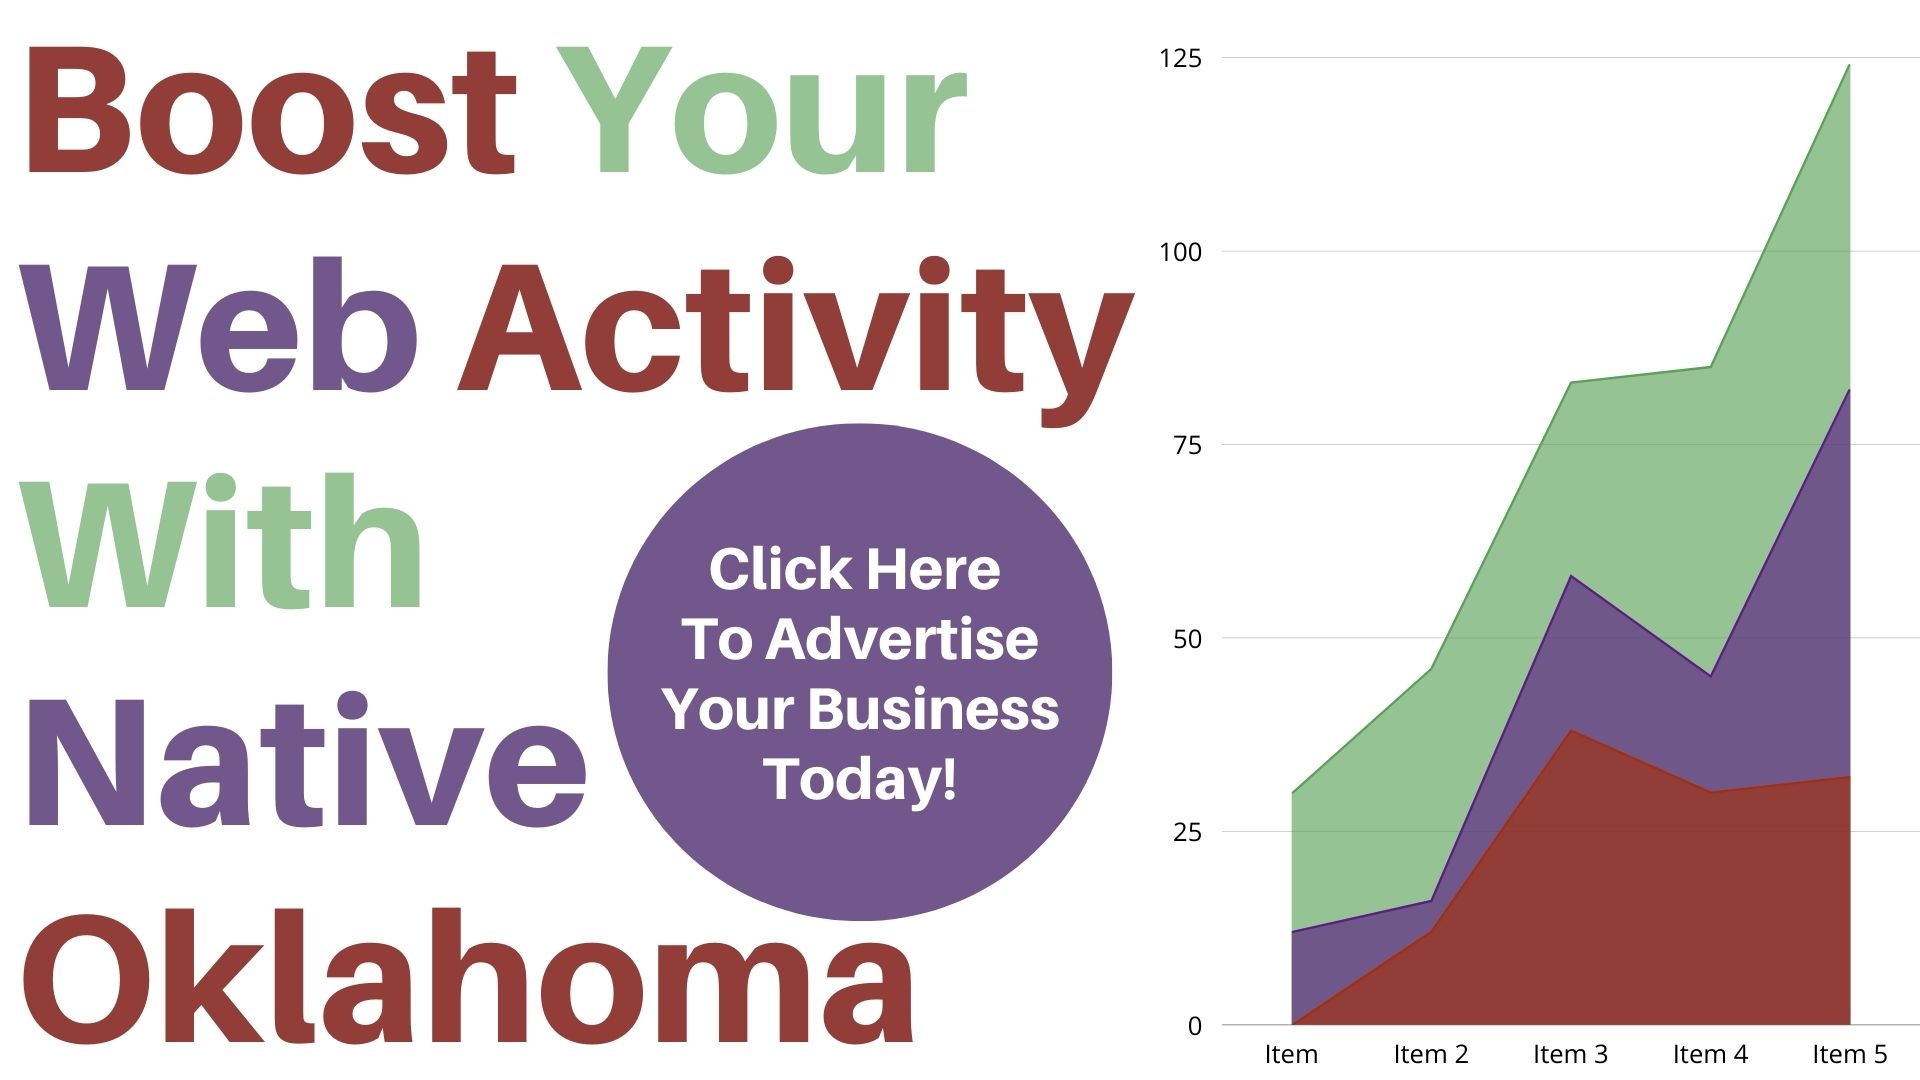 Boost Your
Web Activity
With
Native
Oklahoma
Click Here
To Advertise
Your Business
Today!
125
100
75
50
25
0
Item
Item 2
Item 3
Item 4
Item 5